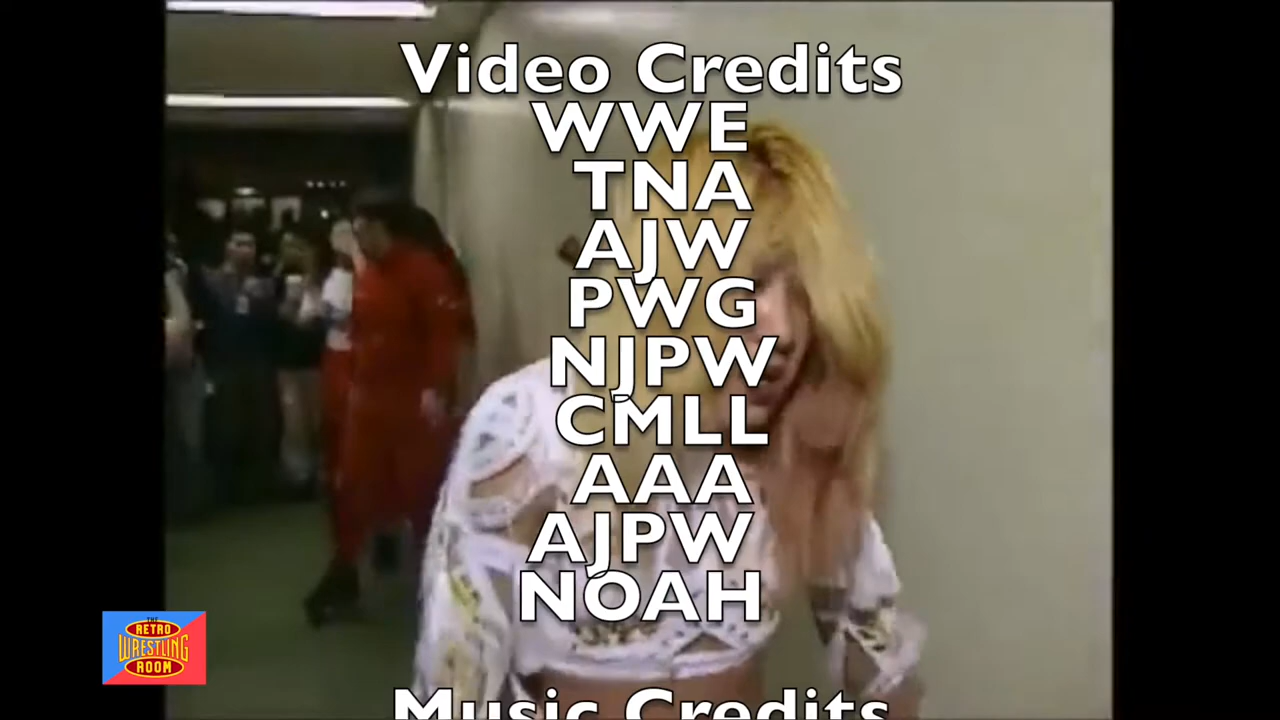 Video Credits
WWE
TNA
AJW
PWG
NJPW
CMLL
AAA
AJPW
NOAH
Music Credits
THE
RETRO
WRESTLING
ROOM